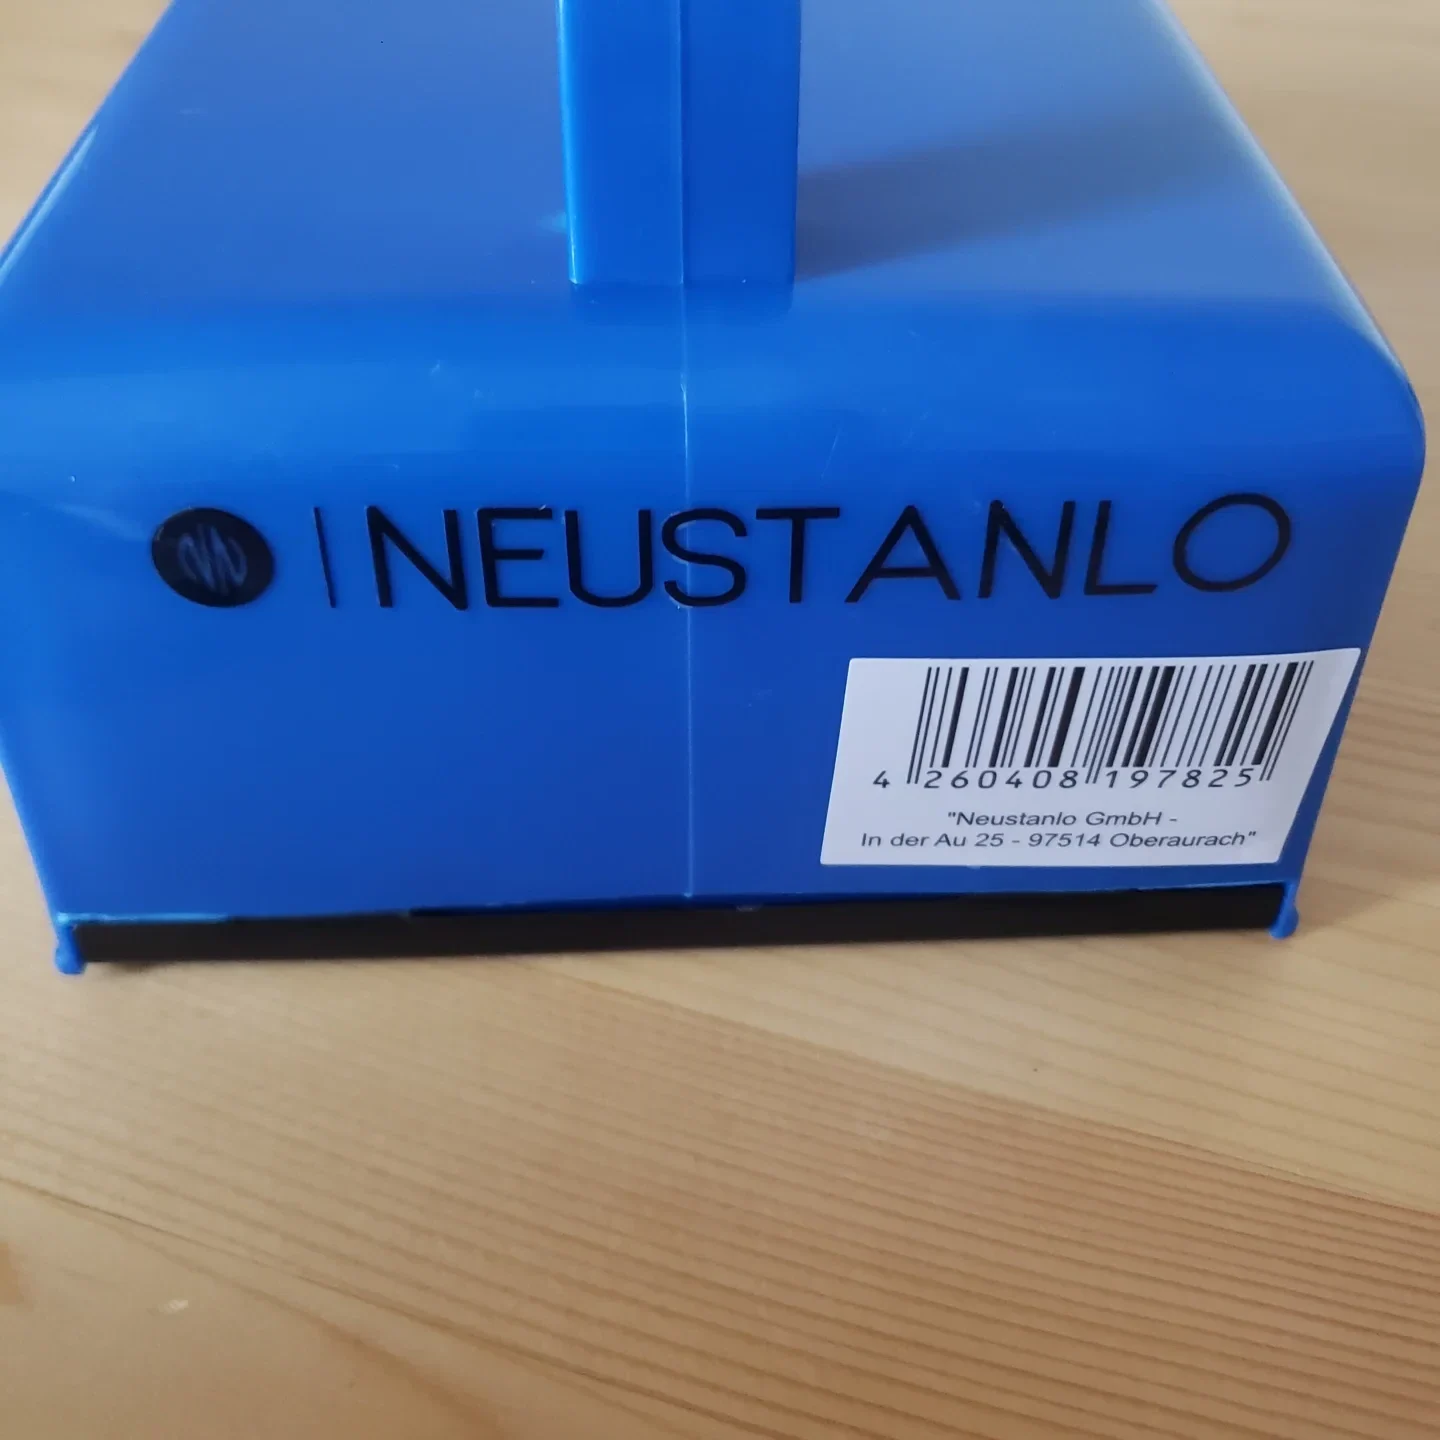 NEUSTANLO
4 260408 197825
"Neustanlo GmbH -
In der Au 25 - 97514 Oberaurach"